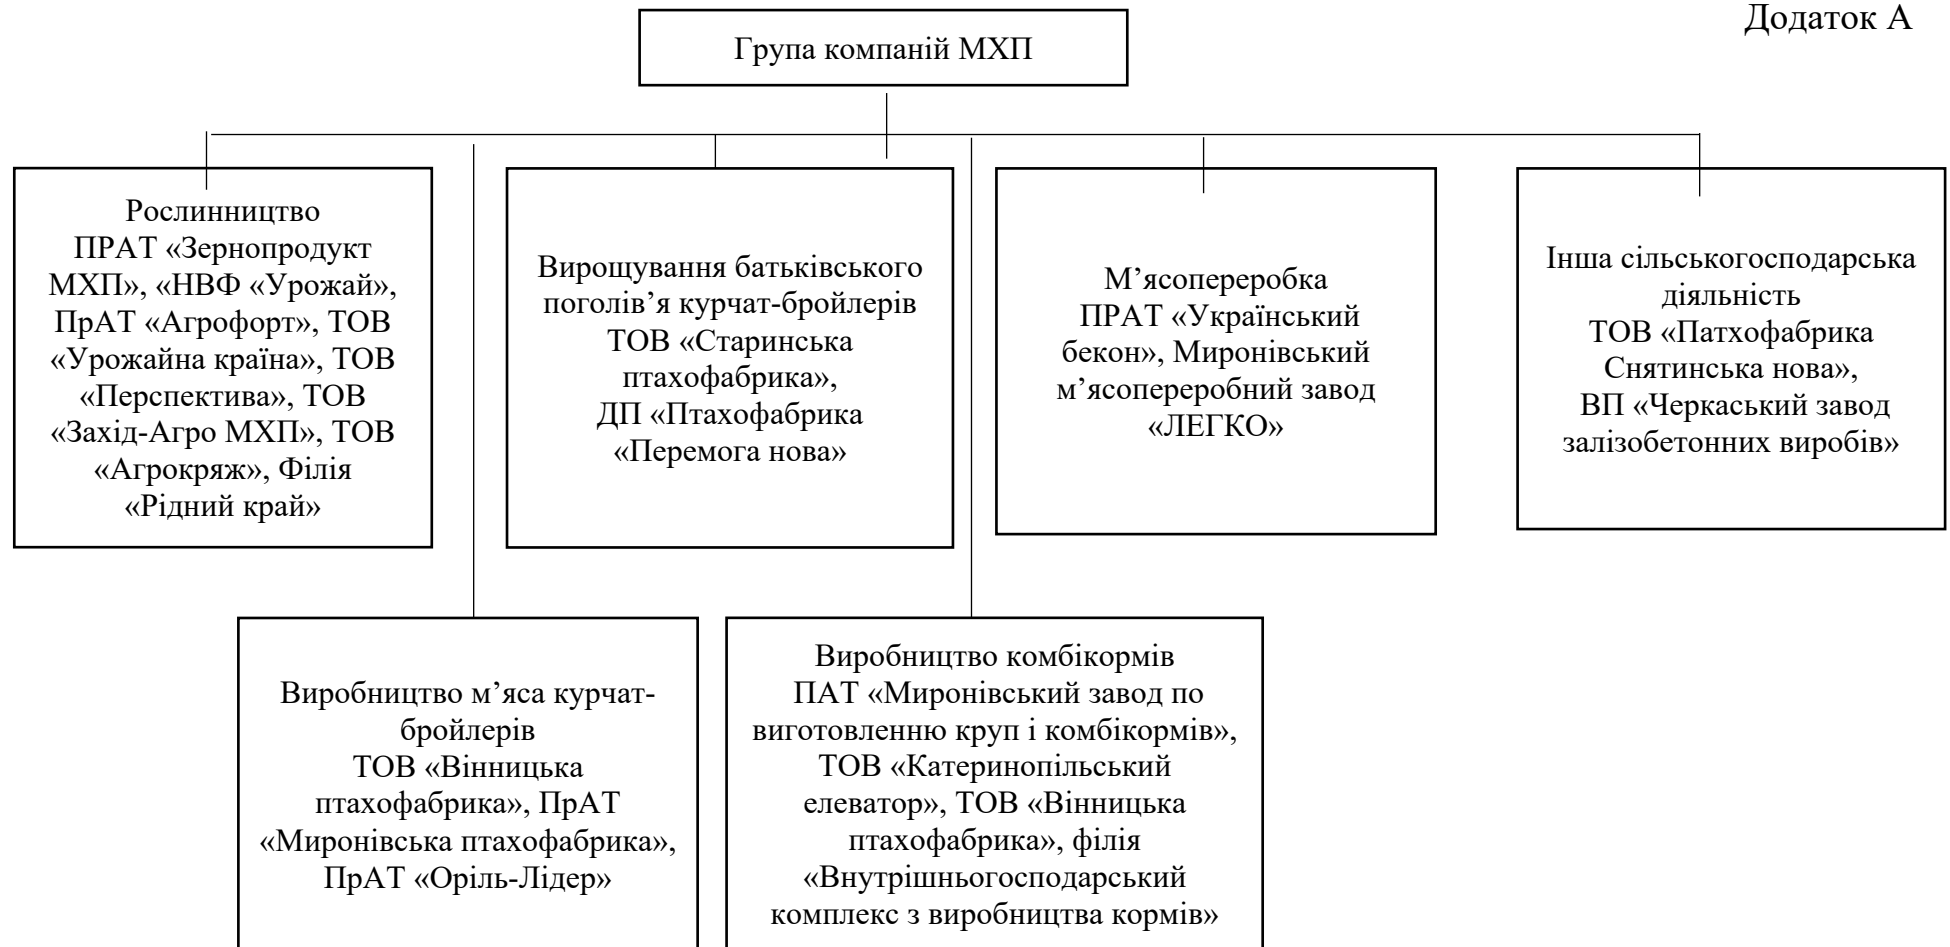 Додаток А
Група компаній МХП
Рослинництво
ПРАТ «Зернопродукт
МХП», «НВФ «Урожай»,
ПрАТ «Агрофорт», ТОВ
«Урожайна країна», ТОВ
«Перспектива», ТОВ
«Захід-Агро МХП», ТОВ
«Агрокряж», Філія
«Рідний край»
Вирощування батьківського
поголів’я курчат-бройлерів
ТОВ «Старинська
птахофабрика»,
ДП «Птахофабрика
«Перемога нова»
М’ясопереробка
ПРАТ «Український
бекон», Миронівський
м’ясопереробний завод
«ЛЕГКО»
Інша сільськогосподарська
діяльність
ТОВ «Патхофабрика
Снятинська нова»,
ВП «Черкаський завод
залізобетонних виробів»
Виробництво м’яса курчат-
бройлерів
ТОВ «Вінницька
птахофабрика», ПрАТ
«Миронівська птахофабрика»,
ПрАТ «Оріль-Лідер»
Виробництво комбікормів
ПАТ «Миронівський завод по
виготовленню круп і комбікормів»,
ТОВ «Катеринопільський
елеватор», ТОВ «Вінницька
птахофабрика», філія
«Внутрішньогосподарський
комплекс з виробництва кормів»